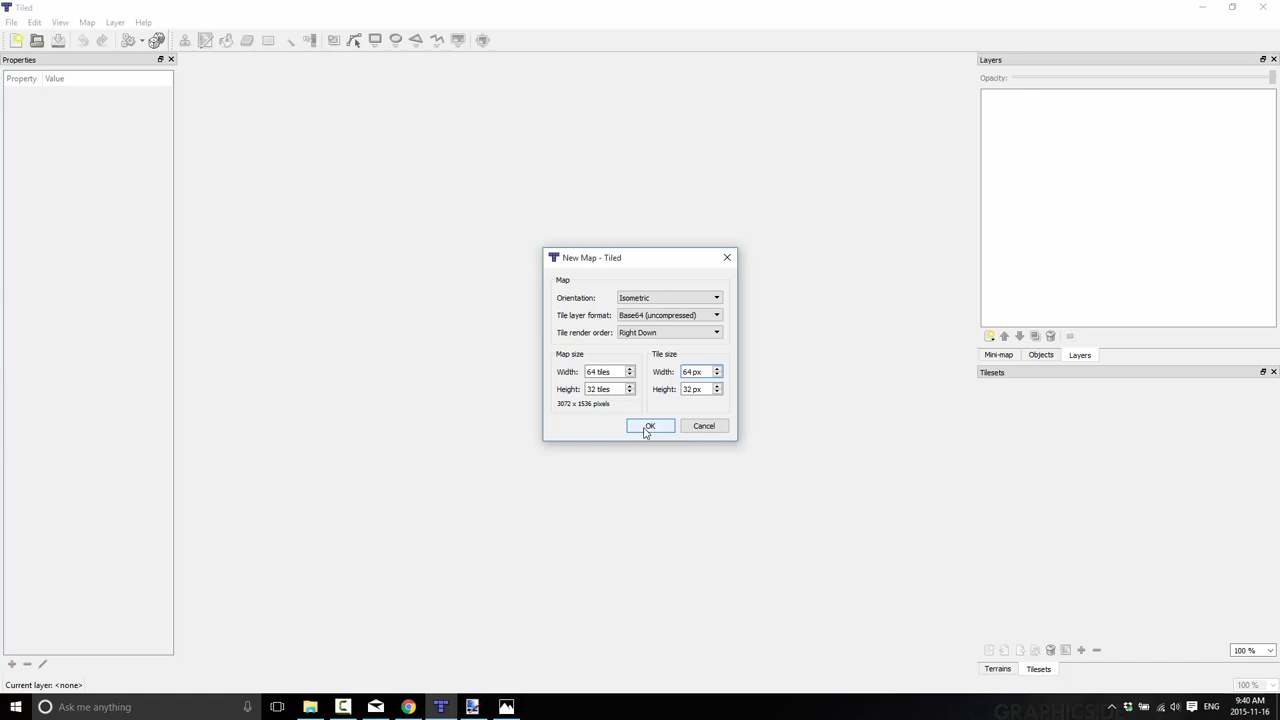 Tiled
File Edit View Map Layer Help
Properties
Property Value
Layers
Opacity:
New Map - Tiled
Map
Orientation: Isometric
Tile layer format: Base64 (uncompressed)
Tile render order: Right Down
Map size Tile size
Width: 64 tiles Width: 64 px
Height: 32 tiles Height: 32 px
3072 x 1536 pixels
OK Cancel
Mini-map Objects Layers
Tilesets
100 %
Terrains Tilesets
Current layer: <none>
100 %
Ask me anything
ENG
9:40 AM
2015-11-16